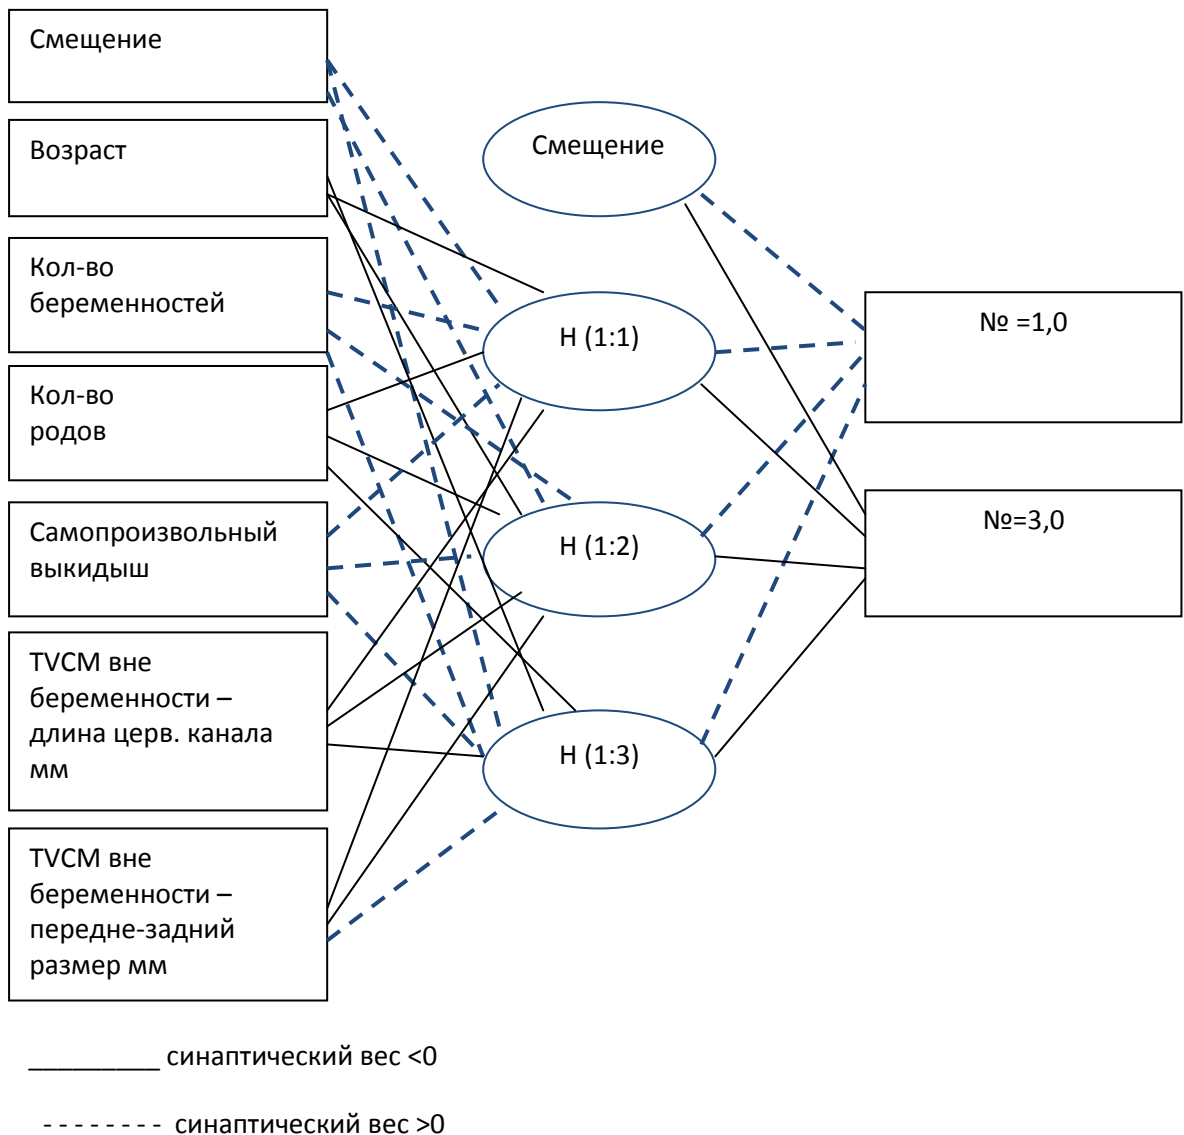 Смещение
Возраст
Кол-во
беременностей
Кол-во
родов
Самопроизвольный
выкидыш
TVCM вне
беременности –
длина церв. канала
мм
TVCM вне
беременности –
передне-задний
размер мм
Смещение
Н (1:1)
Н (1:2)
Н (1:3)
№ =1,0
№=3,0
_________ синаптический вес <0
- - - - - - - - синаптический вес >0